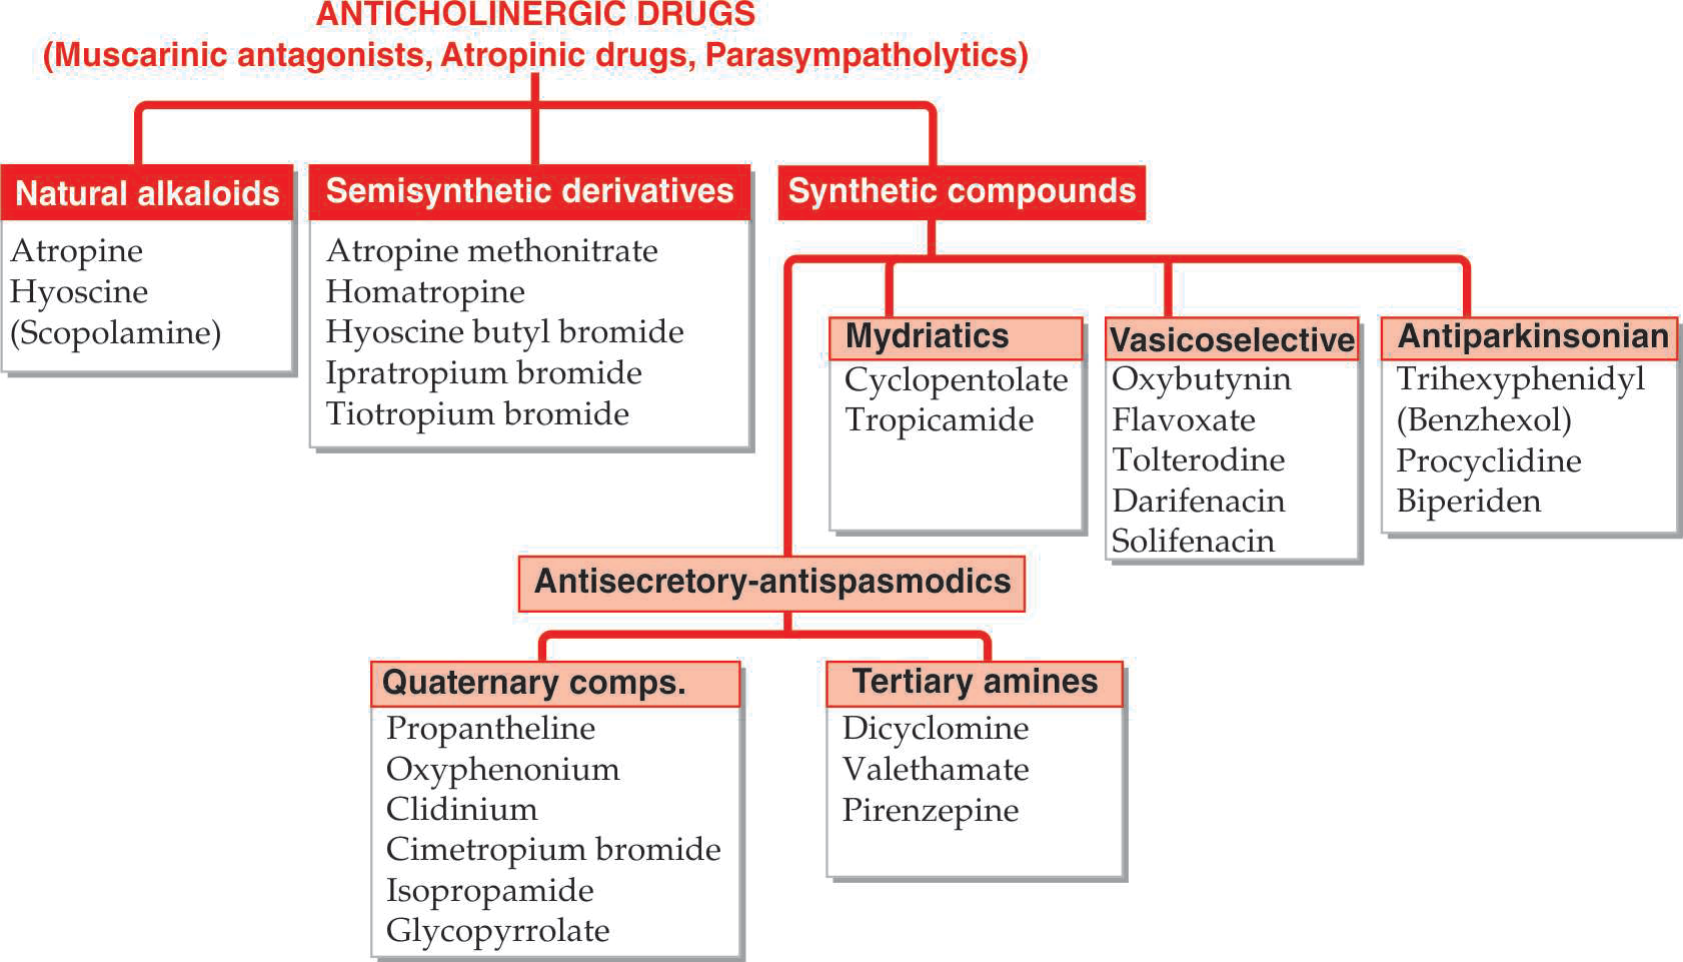 ANTICHOLINERGIC DRUGS
(Muscarinic antagonists, Atropinic drugs, Parasympatholytics)
Natural alkaloids
Atropine
Hyoscine
(Scopolamine)
Semisynthetic derivatives
Atropine methonitrate
Homatropine
Hyoscine butyl bromide
Ipratropium bromide
Tiotropium bromide
Synthetic compounds
Mydriatics
Cyclopentolate
Tropicamide
Vasicoselective
Oxybutynin
Flavoxate
Tolterodine
Darifenacin
Solifenacin
Antiparkinsonian
Trihexyphenidyl
(Benzhexol)
Procyclidine
Biperiden
Antisecretory-antispasmodics
Quaternary comps.
Propantheline
Oxyphenonium
Clidinium
Cimetropium bromide
Isopropamide
Glycopyrrolate
Tertiary amines
Dicyclomine
Valethamate
Pirenzepine